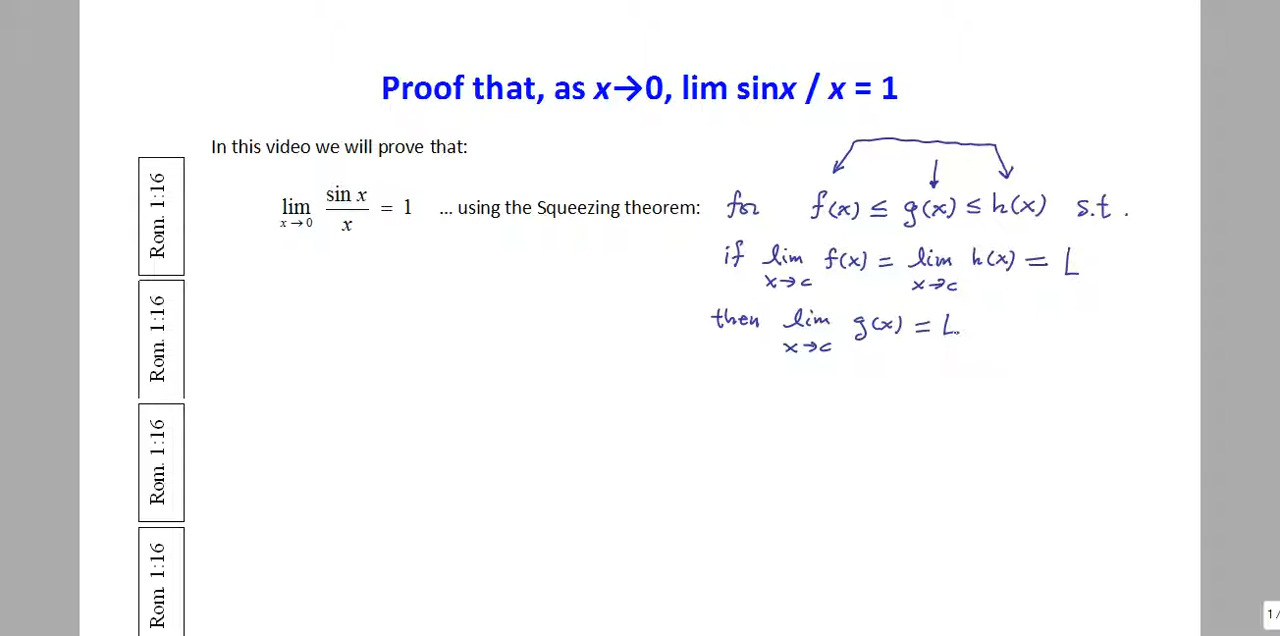 Proof that, as x→0, lim sinx / x = 1
In this video we will prove that:
lim x→0 sin x / x = 1 ... using the Squeezing theorem: for f(x) ≤ g(x) ≤ h(x) s.t.
if lim x→c f(x) = lim x→c h(x) = L
then lim x→c g(x) = L.
Rom. 1:16
Rom. 1:16
Rom. 1:16
Rom. 1:16
1/